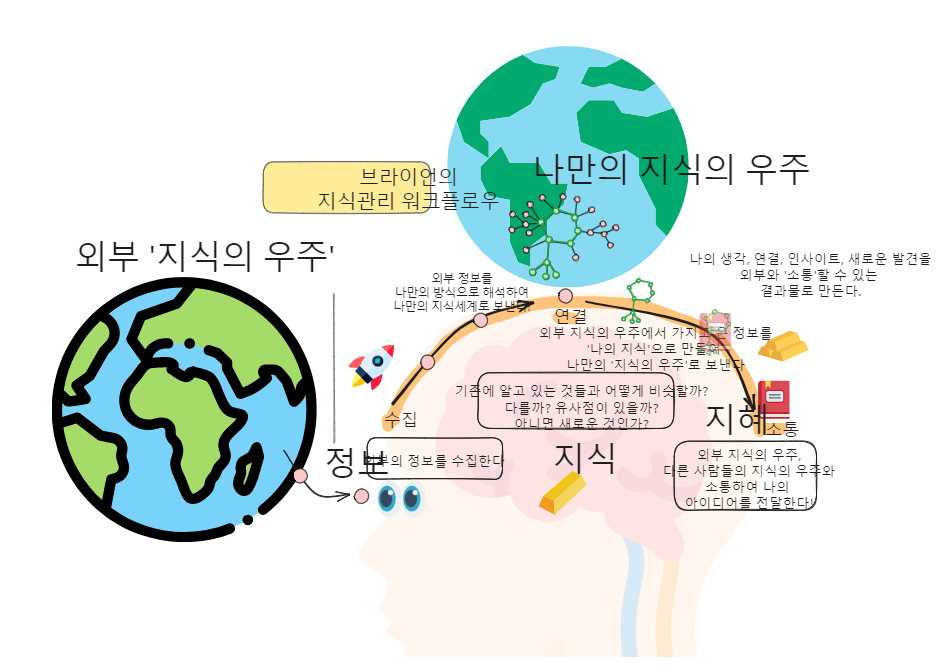 브라이언의
지식관리 워크플로우
나만의 지식의 우주
외부 '지식의 우주'
외부 정보를
나만의 방식으로 해석하여
나만의 지식세계로 보낸다.
나의 생각, 연결, 인사이트, 새로운 발견을
외부와 '소통'할 수 있는
결과물로 만든다.
연결
외부 지식의 우주에서 가지고 온 정보를
'나의 지식'으로 만들어
나만의 '지식의 우주'로 보낸다
기존에 알고 있는 것들과 어떻게 비슷할까?
다를까? 유사점이 있을까?
아니면 새로운 것인가?
수집
정보
외부의 정보를 수집한다
지식
지혜
소통
외부 지식의 우주,
다른 사람들의 지식의 우주와
소통하여 나의
아이디어를 전달한다!